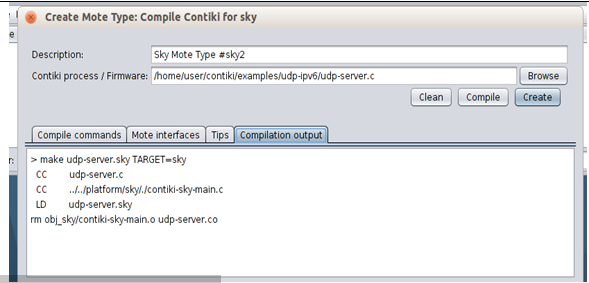 Create Mote Type: Compile Contiki for sky
Description: Sky Mote Type #sky2
Contiki process / Firmware: /home/user/contiki/examples/udp-ipv6/udp-server.c Browse
Clean Compile Create
Compile commands Mote interfaces Tips Compilation output
> make udp-server.sky TARGET=sky
CC udp-server.c
CC ../../platform/sky/./contiki-sky-main.c
LD udp-server.sky
rm obj_sky/contiki-sky-main.o udp-server.co